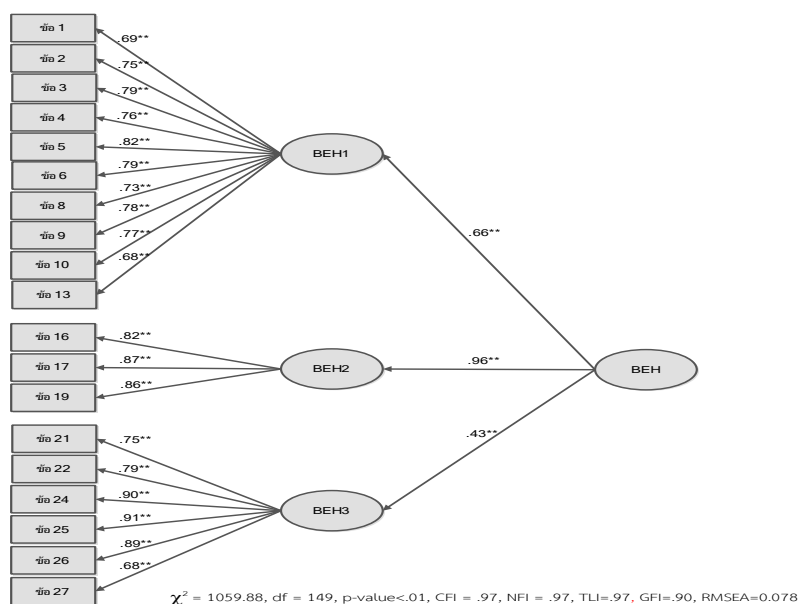 ข้อ 1
ข้อ 2
ข้อ 3
ข้อ 4
ข้อ 5
ข้อ 6
ข้อ 8
ข้อ 9
ข้อ 10
ข้อ 13
.69**
.75**
.79**
.76**
.82**
.79**
.73**
.78**
.77**
.68**
BEH1
.66**
ข้อ 16
ข้อ 17
ข้อ 19
.82**
.87**
.86**
BEH2
.96**
BEH
ข้อ 21
ข้อ 22
ข้อ 24
ข้อ 25
ข้อ 26
ข้อ 27
.75**
.79**
.90**
.91**
.89**
.68**
BEH3
.43**
χ² = 1059.88, df = 149, p-value<.01, CFI = .97, NFI = .97, TLI=.97, GFI=.90, RMSEA=0.078